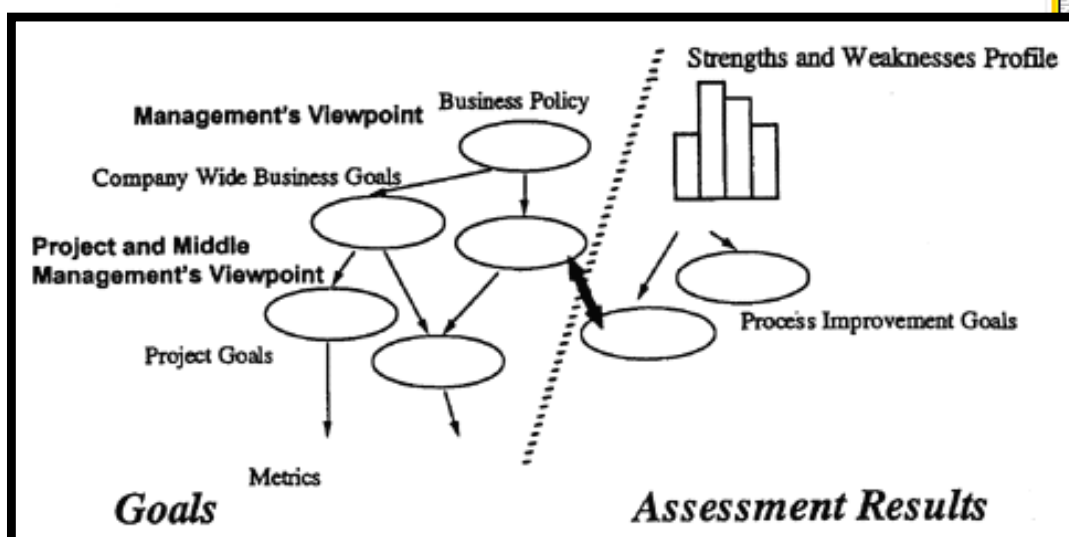 Strengths and Weaknesses Profile
Business Policy
Management's Viewpoint
Company Wide Business Goals
Project and Middle
Management's Viewpoint
Process Improvement Goals
Project Goals
Metrics
Goals
Assessment Results